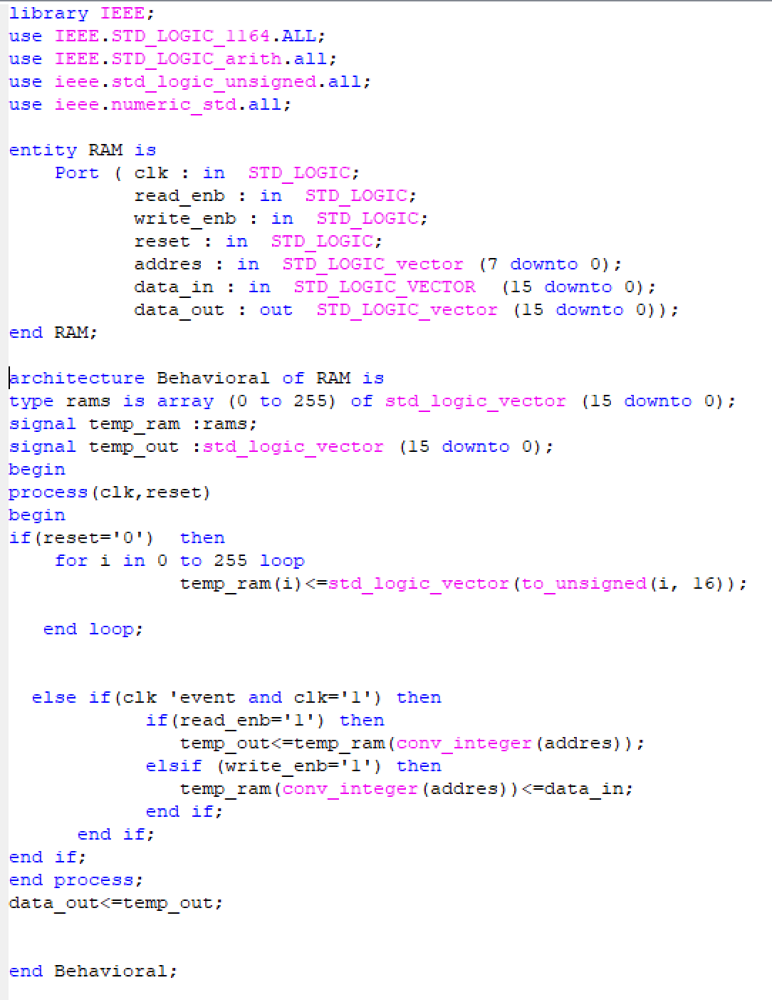 library IEEE;
use IEEE.STD_LOGIC_1164.ALL;
use IEEE.STD_LOGIC_arith.all;
use ieee.std_logic_unsigned.all;
use ieee.numeric_std.all;

entity RAM is
    Port ( clk : in  STD_LOGIC;
           read_enb : in  STD_LOGIC;
           write_enb : in  STD_LOGIC;
           reset : in  STD_LOGIC;
           addres : in  STD_LOGIC_vector (7 downto 0);
           data_in : in  STD_LOGIC_VECTOR  (15 downto 0);
           data_out : out  STD_LOGIC_vector (15 downto 0));
end RAM;

architecture Behavioral of RAM is
type rams is array (0 to 255) of std_logic_vector (15 downto 0);
signal temp_ram :rams;
signal temp_out :std_logic_vector (15 downto 0);
begin
process(clk,reset)
begin
if(reset='0')  then
    for i in 0 to 255 loop
               temp_ram(i)<=std_logic_vector(to_unsigned(i, 16));

   end loop;


  else if(clk 'event and clk='1') then
            if(read_enb='1') then
               temp_out<=temp_ram(conv_integer(addres));
            elsif (write_enb='1') then
               temp_ram(conv_integer(addres))<=data_in;
            end if;
      end if;
end if;
end process;
data_out<=temp_out;


end Behavioral;